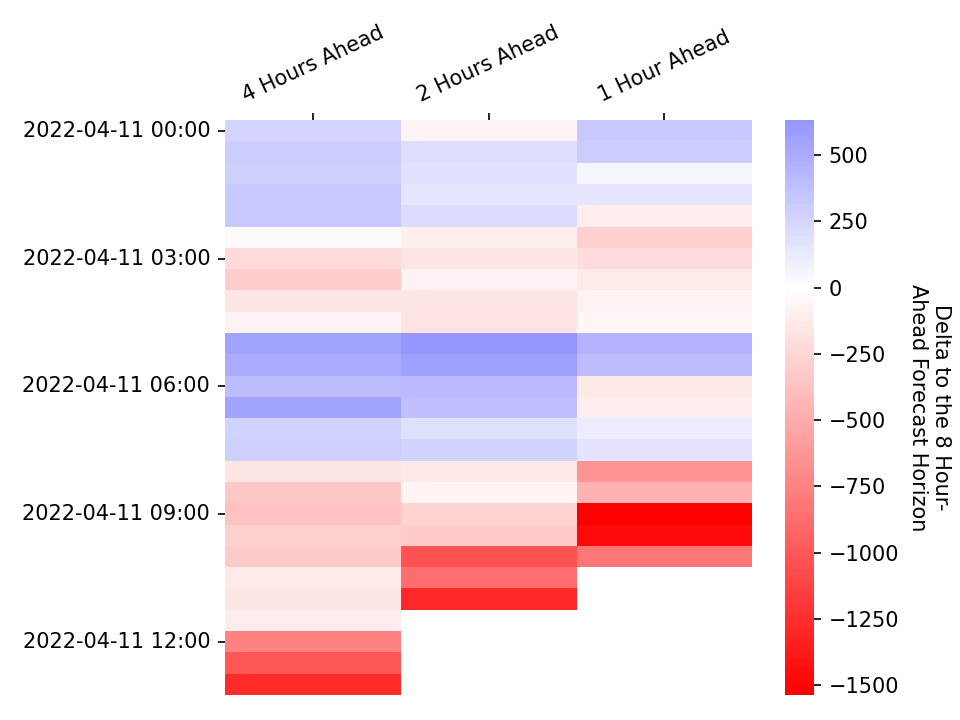 4 Hours Ahead
2 Hours Ahead
1 Hour Ahead
2022-04-11 00:00
2022-04-11 03:00
2022-04-11 06:00
2022-04-11 09:00
2022-04-11 12:00
500
250
0
−250
−500
−750
−1000
−1250
−1500
Delta to the 8 Hour-
Ahead Forecast Horizon